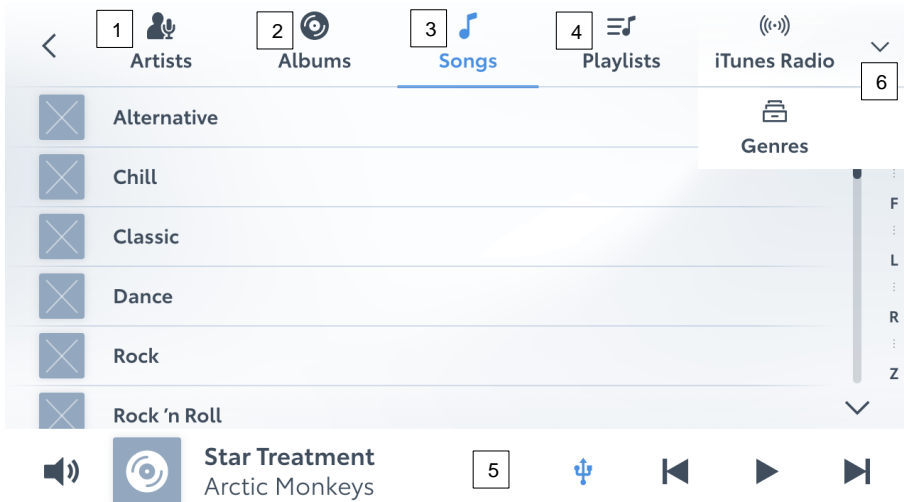 1
2
3
4
Artists
Albums
Songs
Playlists
iTunes Radio
6
Alternative
Genres
Chill
F
Classic
L
Dance
R
Rock
Z
Rock ’n Roll
Star Treatment
Arctic Monkeys
5